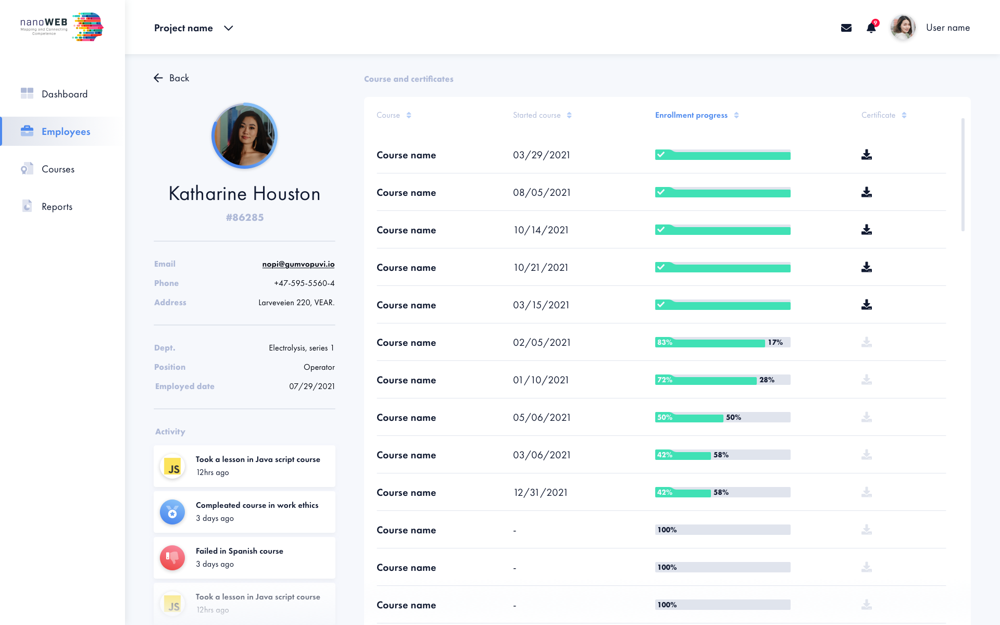 nanoWEB
Mapping and Connecting
Competence
Project name
9
User name
Dashboard
Employees
Courses
Reports
Back
Katharine Houston
#86285
Email nopi@gumvopuvi.io
Phone +47-595-5560-4
Address Larveveien 220, VEAR.
Dept. Electrolysis, series 1
Position Operator
Employed date 07/29/2021
Activity
JS
Took a lesson in Java script course
12hrs ago
Compleated course in work ethics
3 days ago
Failed in Spanish course
3 days ago
JS
Took a lesson in Java script course
12hrs ago
Course and certificates
Course Started course Enrollment progress Certificate
Course name 03/29/2021
Course name 08/05/2021
Course name 10/14/2021
Course name 10/21/2021
Course name 03/15/2021
Course name 02/05/2021 83% 17%
Course name 01/10/2021 72% 28%
Course name 05/06/2021 50% 50%
Course name 03/06/2021 42% 58%
Course name 12/31/2021 42% 58%
Course name - 100%
Course name - 100%
Course name - 100%